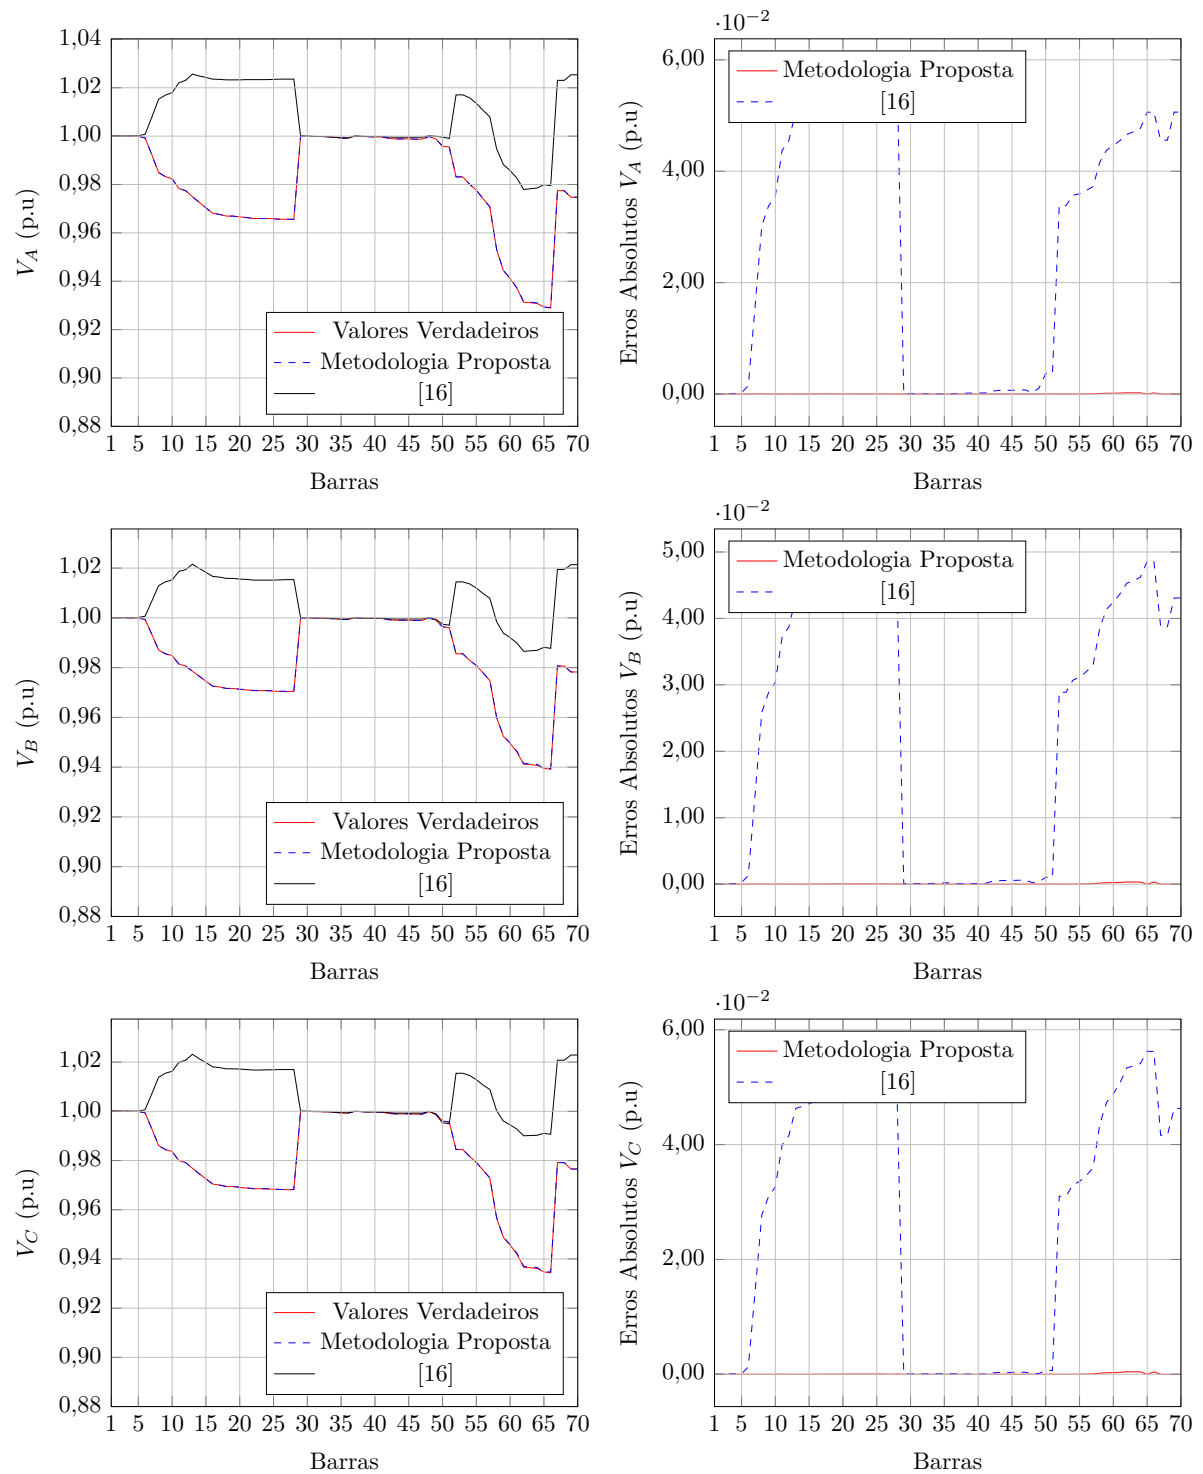 1,04
1,02
1,00
0,98
0,96
0,94
0,92
0,90
0,88
V_A (p.u)
Valores Verdadeiros
Metodologia Proposta
[16]
1 5 10 15 20 25 30 35 40 45 50 55 60 65 70
Barras
·10⁻²
6,00
4,00
2,00
0,00
Erros Absolutos V_A (p.u)
Metodologia Proposta
[16]
1 5 10 15 20 25 30 35 40 45 50 55 60 65 70
Barras
1,02
1,00
0,98
0,96
0,94
0,92
0,90
0,88
V_B (p.u)
Valores Verdadeiros
Metodologia Proposta
[16]
1 5 10 15 20 25 30 35 40 45 50 55 60 65 70
Barras
·10⁻²
5,00
4,00
3,00
2,00
1,00
0,00
Erros Absolutos V_B (p.u)
Metodologia Proposta
[16]
1 5 10 15 20 25 30 35 40 45 50 55 60 65 70
Barras
1,02
1,00
0,98
0,96
0,94
0,92
0,90
0,88
V_C (p.u)
Valores Verdadeiros
Metodologia Proposta
[16]
1 5 10 15 20 25 30 35 40 45 50 55 60 65 70
Barras
·10⁻²
6,00
4,00
2,00
0,00
Erros Absolutos V_C (p.u)
Metodologia Proposta
[16]
1 5 10 15 20 25 30 35 40 45 50 55 60 65 70
Barras